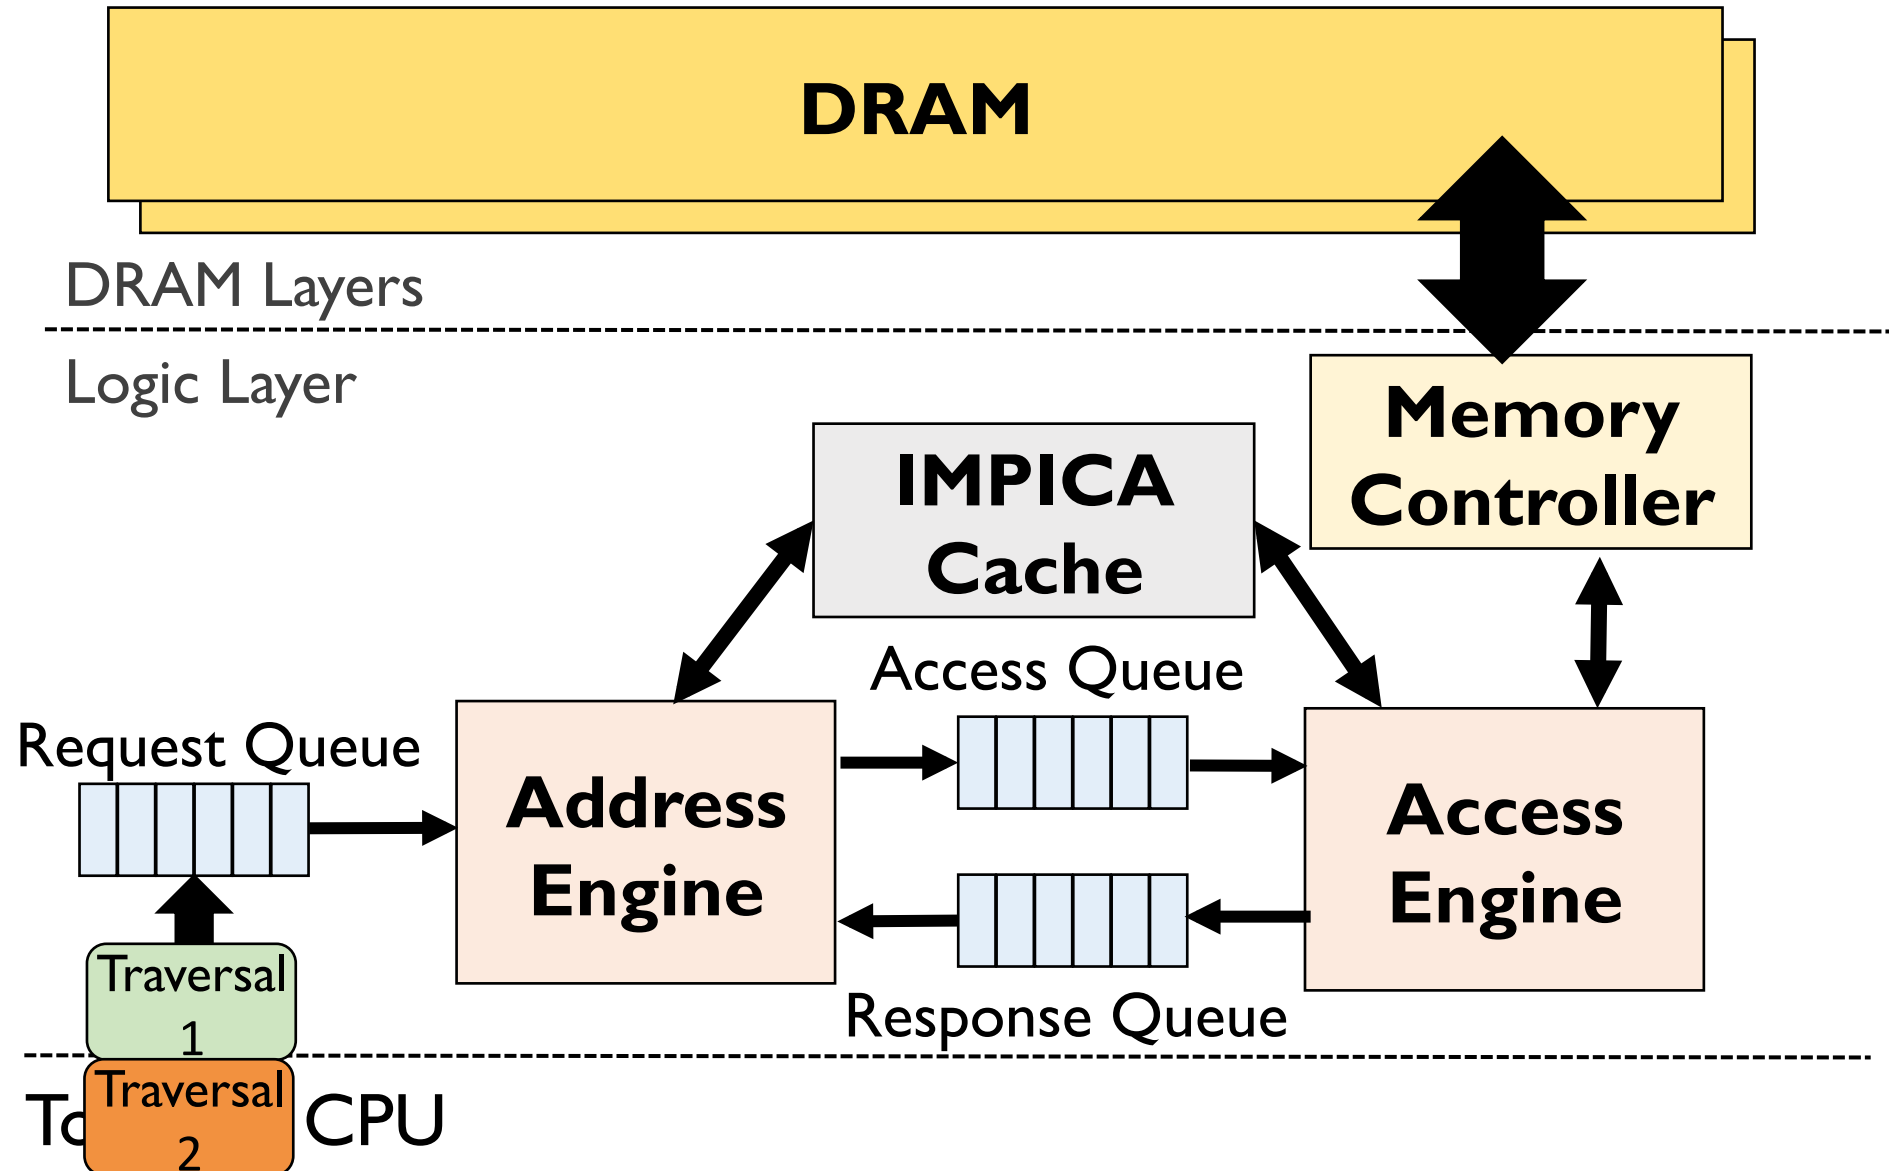 DRAM
DRAM Layers
Logic Layer
Memory
Controller
IMPICA
Cache
Access Queue
Request Queue
Address
Engine
Access
Engine
Traversal
1
Response Queue
Traversal
2
CPU